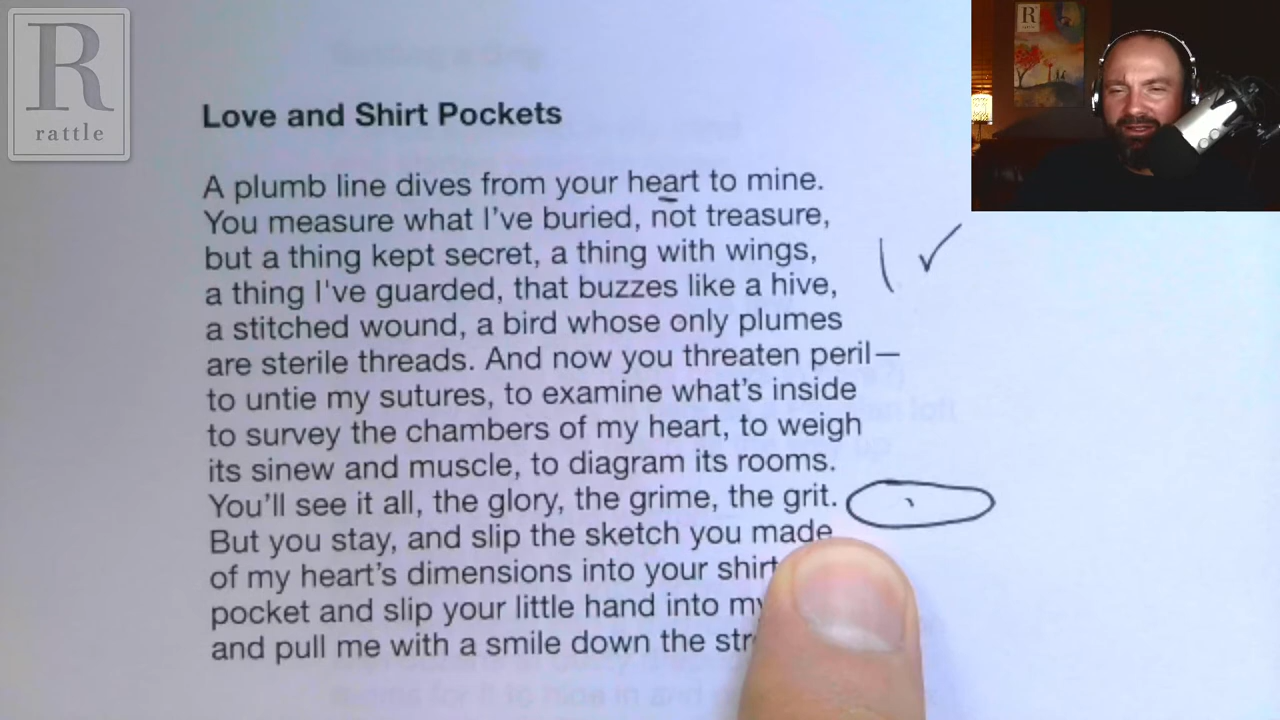 R
rattle
R
Love and Shirt Pockets
A plumb line dives from your heart to mine.
You measure what I've buried, not treasure,
but a thing kept secret, a thing with wings,
a thing I've guarded, that buzzes like a hive,
a stitched wound, a bird whose only plumes
are sterile threads. And now you threaten peril—
to untie my sutures, to examine what's inside
to survey the chambers of my heart, to weigh
its sinew and muscle, to diagram its rooms.
You'll see it all, the glory, the grime, the grit.
But you stay, and slip the sketch you made
of my heart's dimensions into your shirt
pocket and slip your little hand into
and pull me with a smile down the